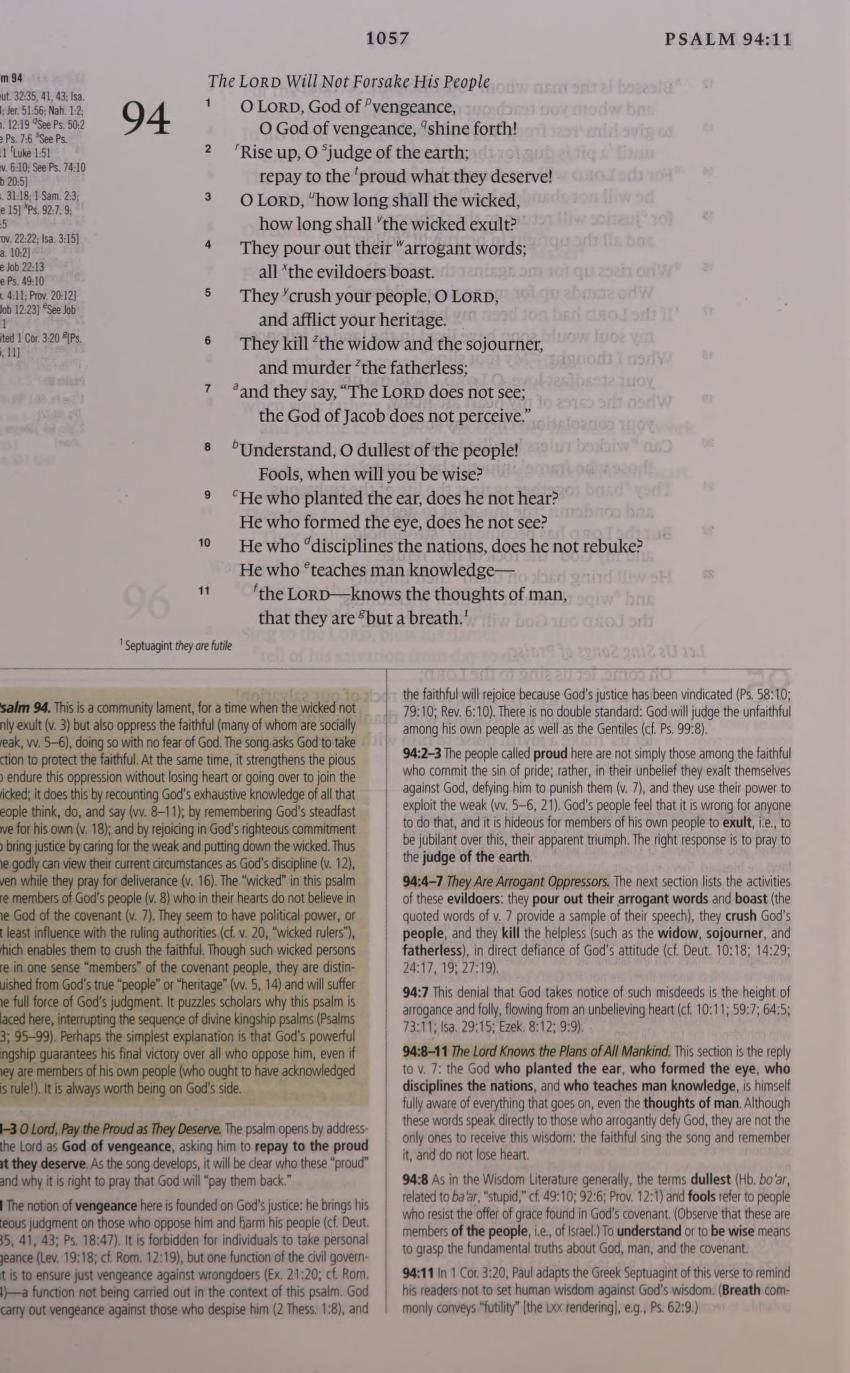 1057
PSALM 94:11
m 94
ut. 32:35, 41, 43; Isa.
; Jer. 51:56; Nah. 1:2;
. 12:19 qSee Ps. 50:2
e Ps. 7:6 sSee Ps.
1 tLuke 1:51
v. 6:10; See Ps. 74:10
b 20:5]
. 31:18; 1 Sam. 2:3;
e 15] xPs. 92:7, 9;
:5
ov. 22:22; Isa. 3:15]
a. 10:2]
e Job 22:13
e Ps. 49:10
. 4:11; Prov. 20:12]
Job 12:23] eSee Job
1
ited 1 Cor. 3:20 g[Ps.
, 11]
The LORD Will Not Forsake His People
94
1 O LORD, God of pvengeance,
O God of vengeance, qshine forth!
2 rRise up, O sjudge of the earth;
repay to the tproud what they deserve!
3 O LORD, uhow long shall the wicked,
how long shall vthe wicked exult?
4 They pour out their warrogant words;
all xthe evildoers boast.
5 They ycrush your people, O LORD,
and afflict your heritage.
6 They kill zthe widow and the sojourner,
and murder zthe fatherless;
7 aand they say, “The LORD does not see;
the God of Jacob does not perceive.”
8 bUnderstand, O dullest of the people!
Fools, when will you be wise?
9 cHe who planted the ear, does he not hear?
He who formed the eye, does he not see?
10 He who ddisciplines the nations, does he not rebuke?
He who eteaches man knowledge—
11 fthe LORD—knows the thoughts of man,
that they are gbut a breath.1
1 Septuagint they are futile
salm 94. This is a community lament, for a time when the wicked not
nly exult (v. 3) but also oppress the faithful (many of whom are socially
eak, vv. 5–6), doing so with no fear of God. The song asks God to take
ction to protect the faithful. At the same time, it strengthens the pious
o endure this oppression without losing heart or going over to join the
icked; it does this by recounting God's exhaustive knowledge of all that
eople think, do, and say (vv. 8–11); by remembering God's steadfast
ve for his own (v. 18); and by rejoicing in God's righteous commitment
o bring justice by caring for the weak and putting down the wicked. Thus
e godly can view their current circumstances as God's discipline (v. 12),
ven while they pray for deliverance (v. 16). The “wicked” in this psalm
re members of God's people (v. 8) who in their hearts do not believe in
e God of the covenant (v. 7). They seem to have political power, or
t least influence with the ruling authorities (cf. v. 20, “wicked rulers”),
hich enables them to crush the faithful. Though such wicked persons
re in one sense “members” of the covenant people, they are distin-
uished from God's true “people” or “heritage” (vv. 5, 14) and will suffer
e full force of God's judgment. It puzzles scholars why this psalm is
laced here, interrupting the sequence of divine kingship psalms (Psalms
3; 95–99). Perhaps the simplest explanation is that God's powerful
ingship guarantees his final victory over all who oppose him, even if
ey are members of his own people (who ought to have acknowledged
is rule!). It is always worth being on God's side.
1–3 O Lord, Pay the Proud as They Deserve. The psalm opens by address-
the Lord as God of vengeance, asking him to repay to the proud
at they deserve. As the song develops, it will be clear who these “proud”
and why it is right to pray that God will “pay them back.”
1 The notion of vengeance here is founded on God's justice: he brings his
teous judgment on those who oppose him and harm his people (cf. Deut.
35, 41, 43; Ps. 18:47). It is forbidden for individuals to take personal
geance (Lev. 19:18; cf. Rom. 12:19), but one function of the civil govern-
t is to ensure just vengeance against wrongdoers (Ex. 21:20; cf. Rom.
4)—a function not being carried out in the context of this psalm. God
carry out vengeance against those who despise him (2 Thess. 1:8), and
the faithful will rejoice because God's justice has been vindicated (Ps. 58:10;
79:10; Rev. 6:10). There is no double standard: God will judge the unfaithful
among his own people as well as the Gentiles (cf. Ps. 99:8).
94:2–3 The people called proud here are not simply those among the faithful
who commit the sin of pride; rather, in their unbelief they exalt themselves
against God, defying him to punish them (v. 7), and they use their power to
exploit the weak (vv. 5–6, 21). God's people feel that it is wrong for anyone
to do that, and it is hideous for members of his own people to exult, i.e., to
be jubilant over this, their apparent triumph. The right response is to pray to
the judge of the earth.
94:4–7 They Are Arrogant Oppressors. The next section lists the activities
of these evildoers: they pour out their arrogant words and boast (the
quoted words of v. 7 provide a sample of their speech), they crush God's
people, and they kill the helpless (such as the widow, sojourner, and
fatherless), in direct defiance of God's attitude (cf. Deut. 10:18; 14:29;
24:17, 19; 27:19).
94:7 This denial that God takes notice of such misdeeds is the height of
arrogance and folly, flowing from an unbelieving heart (cf. 10:11; 59:7; 64:5;
73:11; Isa. 29:15; Ezek. 8:12; 9:9).
94:8–11 The Lord Knows the Plans of All Mankind. This section is the reply
to v. 7: the God who planted the ear, who formed the eye, who
disciplines the nations, and who teaches man knowledge, is himself
fully aware of everything that goes on, even the thoughts of man. Although
these words speak directly to those who arrogantly defy God, they are not the
only ones to receive this wisdom: the faithful sing the song and remember
it, and do not lose heart.
94:8 As in the Wisdom Literature generally, the terms dullest (Hb. bo'ar,
related to ba'ar, “stupid,” cf. 49:10; 92:6; Prov. 12:1) and fools refer to people
who resist the offer of grace found in God's covenant. (Observe that these are
members of the people, i.e., of Israel.) To understand or to be wise means
to grasp the fundamental truths about God, man, and the covenant.
94:11 In 1 Cor. 3:20, Paul adapts the Greek Septuagint of this verse to remind
his readers not to set human wisdom against God's wisdom. (Breath com-
monly conveys “futility” [the LXX rendering], e.g., Ps. 62:9.)